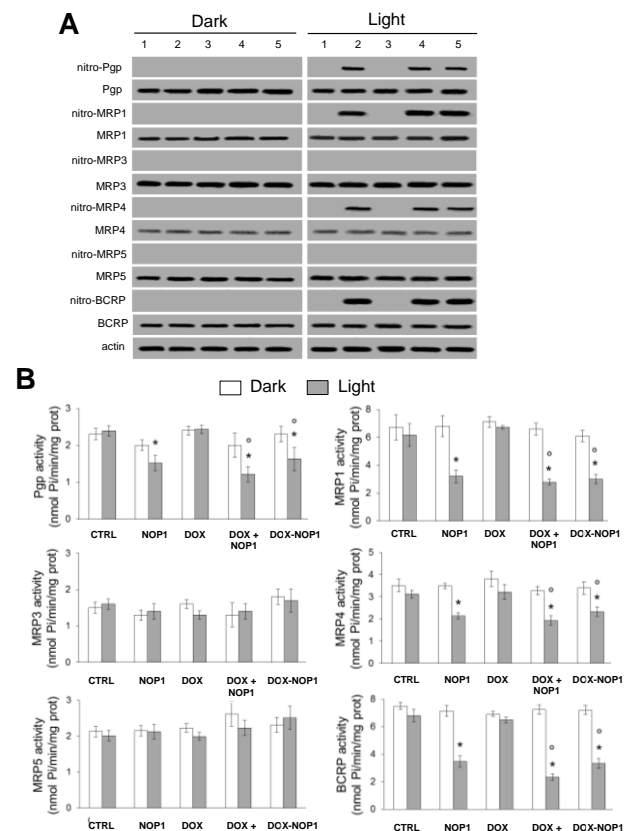 A
Dark Light
1 2 3 4 5 1 2 3 4 5
nitro-Pgp
Pgp
nitro-MRP1
MRP1
nitro-MRP3
MRP3
nitro-MRP4
MRP4
nitro-MRP5
MRP5
nitro-BCRP
BCRP
actin
B
Dark Light
Pgp activity
(nmol Pi/min/mg prot)
3
2
1
0
* ° * ° *
CTRL NOP1 DOX DOX + NOP1 DOX-NOP1
MRP1 activity
(nmol Pi/min/mg prot)
8
6
4
2
0
* ° * ° *
CTRL NOP1 DOX DOX + NOP1 DOX-NOP1
MRP3 activity
(nmol Pi/min/mg prot)
3
2
1
0
CTRL NOP1 DOX DOX + NOP1 DOX-NOP1
MRP4 activity
(nmol Pi/min/mg prot)
5
4
3
2
1
0
* ° * ° *
CTRL NOP1 DOX DOX + NOP1 DOX-NOP1
MRP5 activity
(nmol Pi/min/mg prot)
3
2
1
CTRL NOP1 DOX DOX + DOX-NOP1
BCRP activity
(nmol Pi/min/mg prot)
8
6
4
2
0
* ° * ° *
CTRL NOP1 DOX DOX + DOX-NOP1